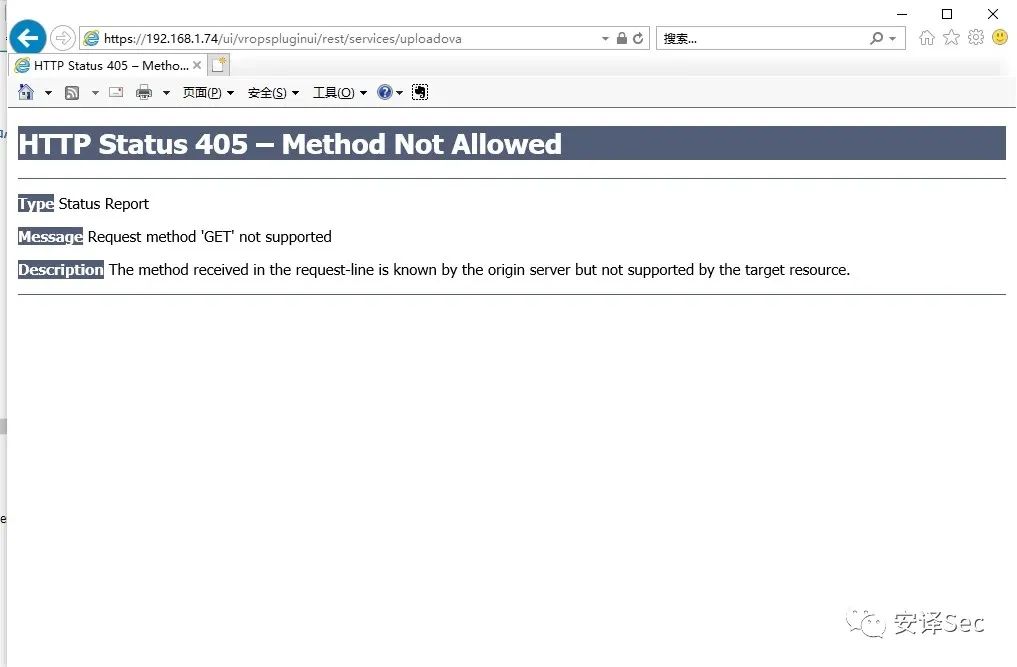 https://192.168.1.74/ui/vropspluginui/rest/services/uploadova
搜索...
HTTP Status 405 – Metho...
页面(P)
安全(S)
工具(O)
HTTP Status 405 – Method Not Allowed
Type Status Report
Message Request method 'GET' not supported
Description The method received in the request-line is known by the origin server but not supported by the target resource.
安译Sec